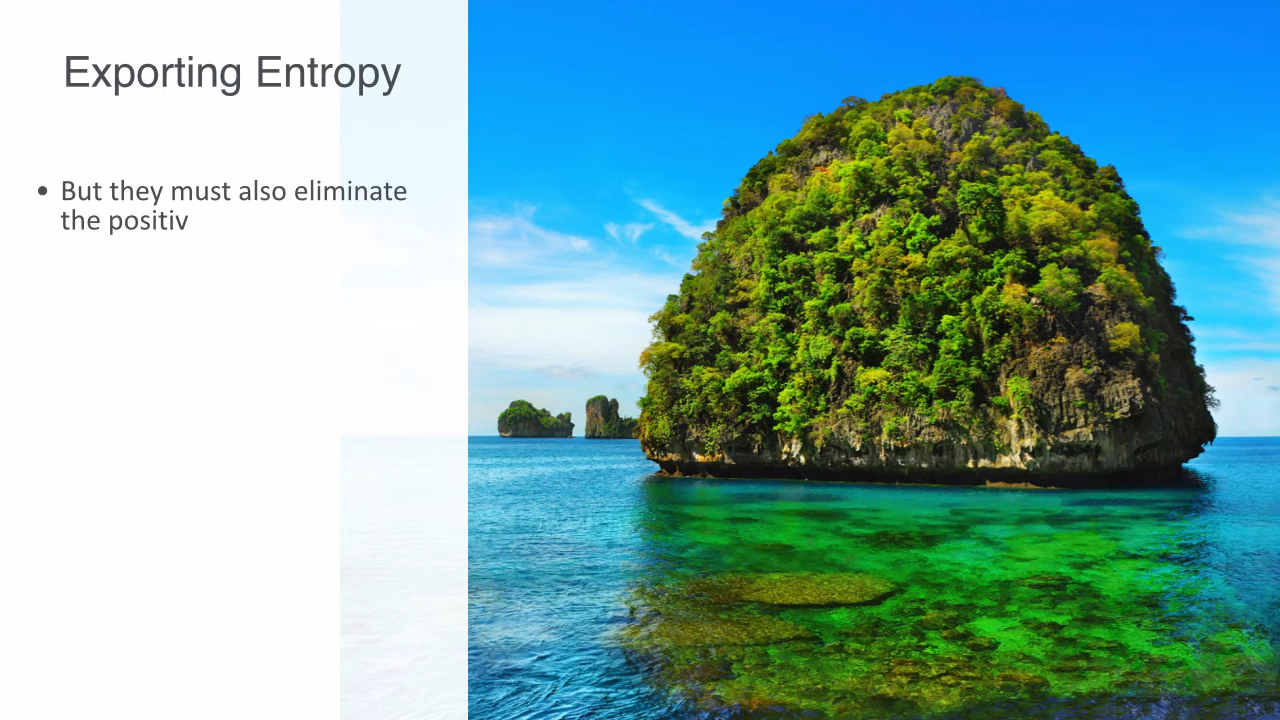 Exporting Entropy
• But they must also eliminate
the positiv